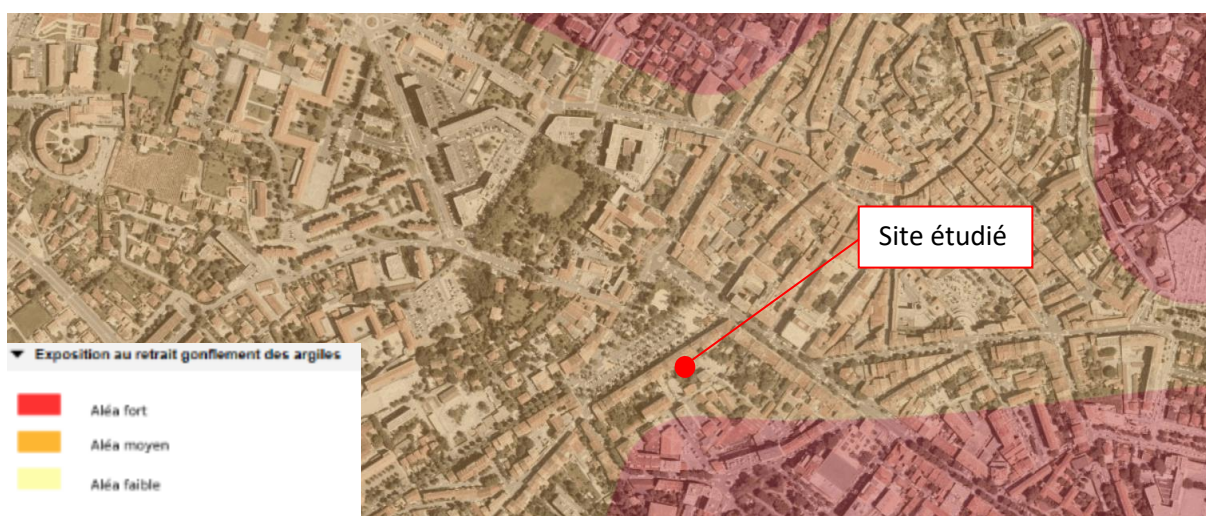 Site étudié
▼ Exposition au retrait gonflement des argiles
Aléa fort
Aléa moyen
Aléa faible